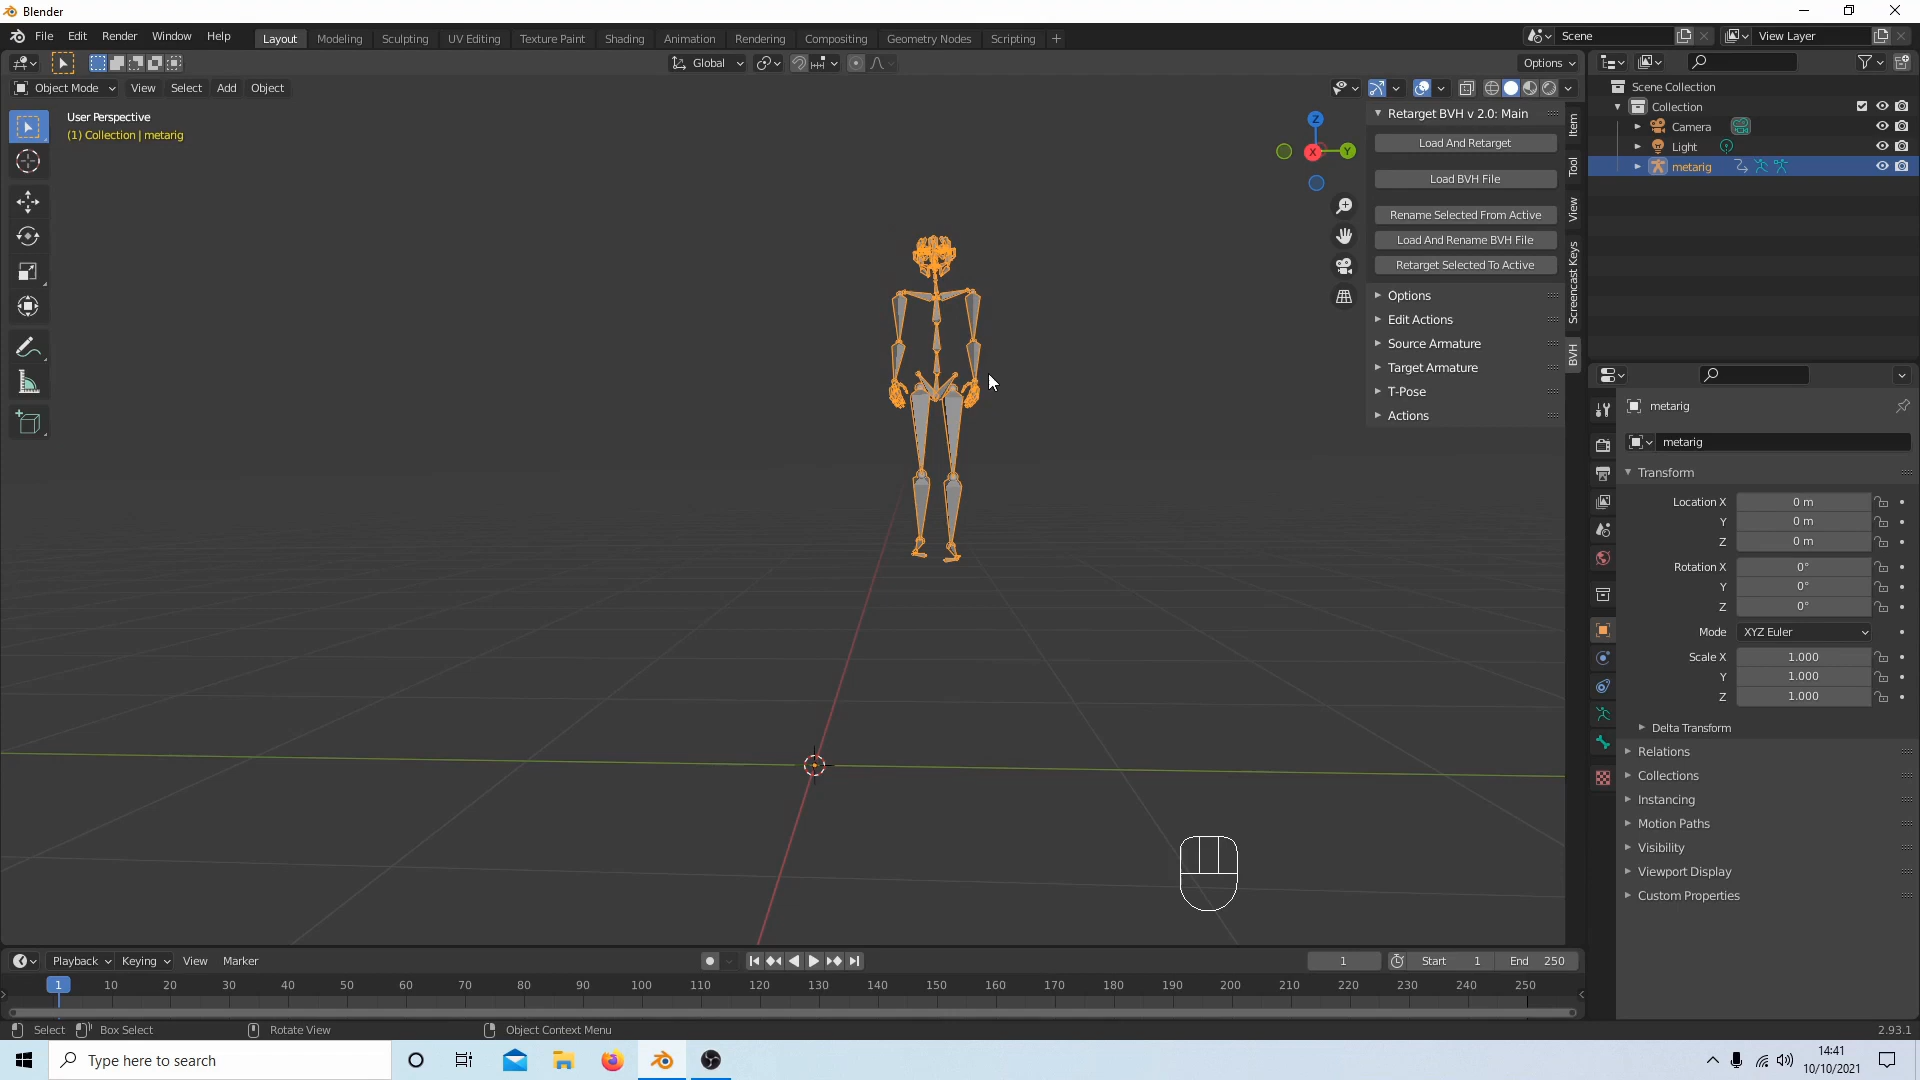 Blender
File Edit Render Window Help Layout Modeling Sculpting UV Editing Texture Paint Shading Animation Rendering Compositing Geometry Nodes Scripting + Scene View Layer
Global Options
Object Mode View Select Add Object
User Perspective
(1) Collection | metarig
Z
X
Y
Retarget BVH v 2.0: Main
Load And Retarget
Load BVH File
Rename Selected From Active
Load And Rename BVH File
Retarget Selected To Active
Options
Edit Actions
Source Armature
Target Armature
T-Pose
Actions
Item
Tool
View
Screencast Keys
BVH
Scene Collection
Collection
Camera
Light
metarig
metarig
metarig
Transform
Location X 0 m
Y 0 m
Z 0 m
Rotation X 0°
Y 0°
Z 0°
Mode XYZ Euler
Scale X 1.000
Y 1.000
Z 1.000
Delta Transform
Relations
Collections
Instancing
Motion Paths
Visibility
Viewport Display
Custom Properties
Playback Keying View Marker 1 Start 1 End 250
1 10 20 30 40 50 60 70 80 90 100 110 120 130 140 150 160 170 180 190 200 210 220 230 240 250
Select Box Select Rotate View Object Context Menu 2.93.1
Type here to search
14:41
10/10/2021